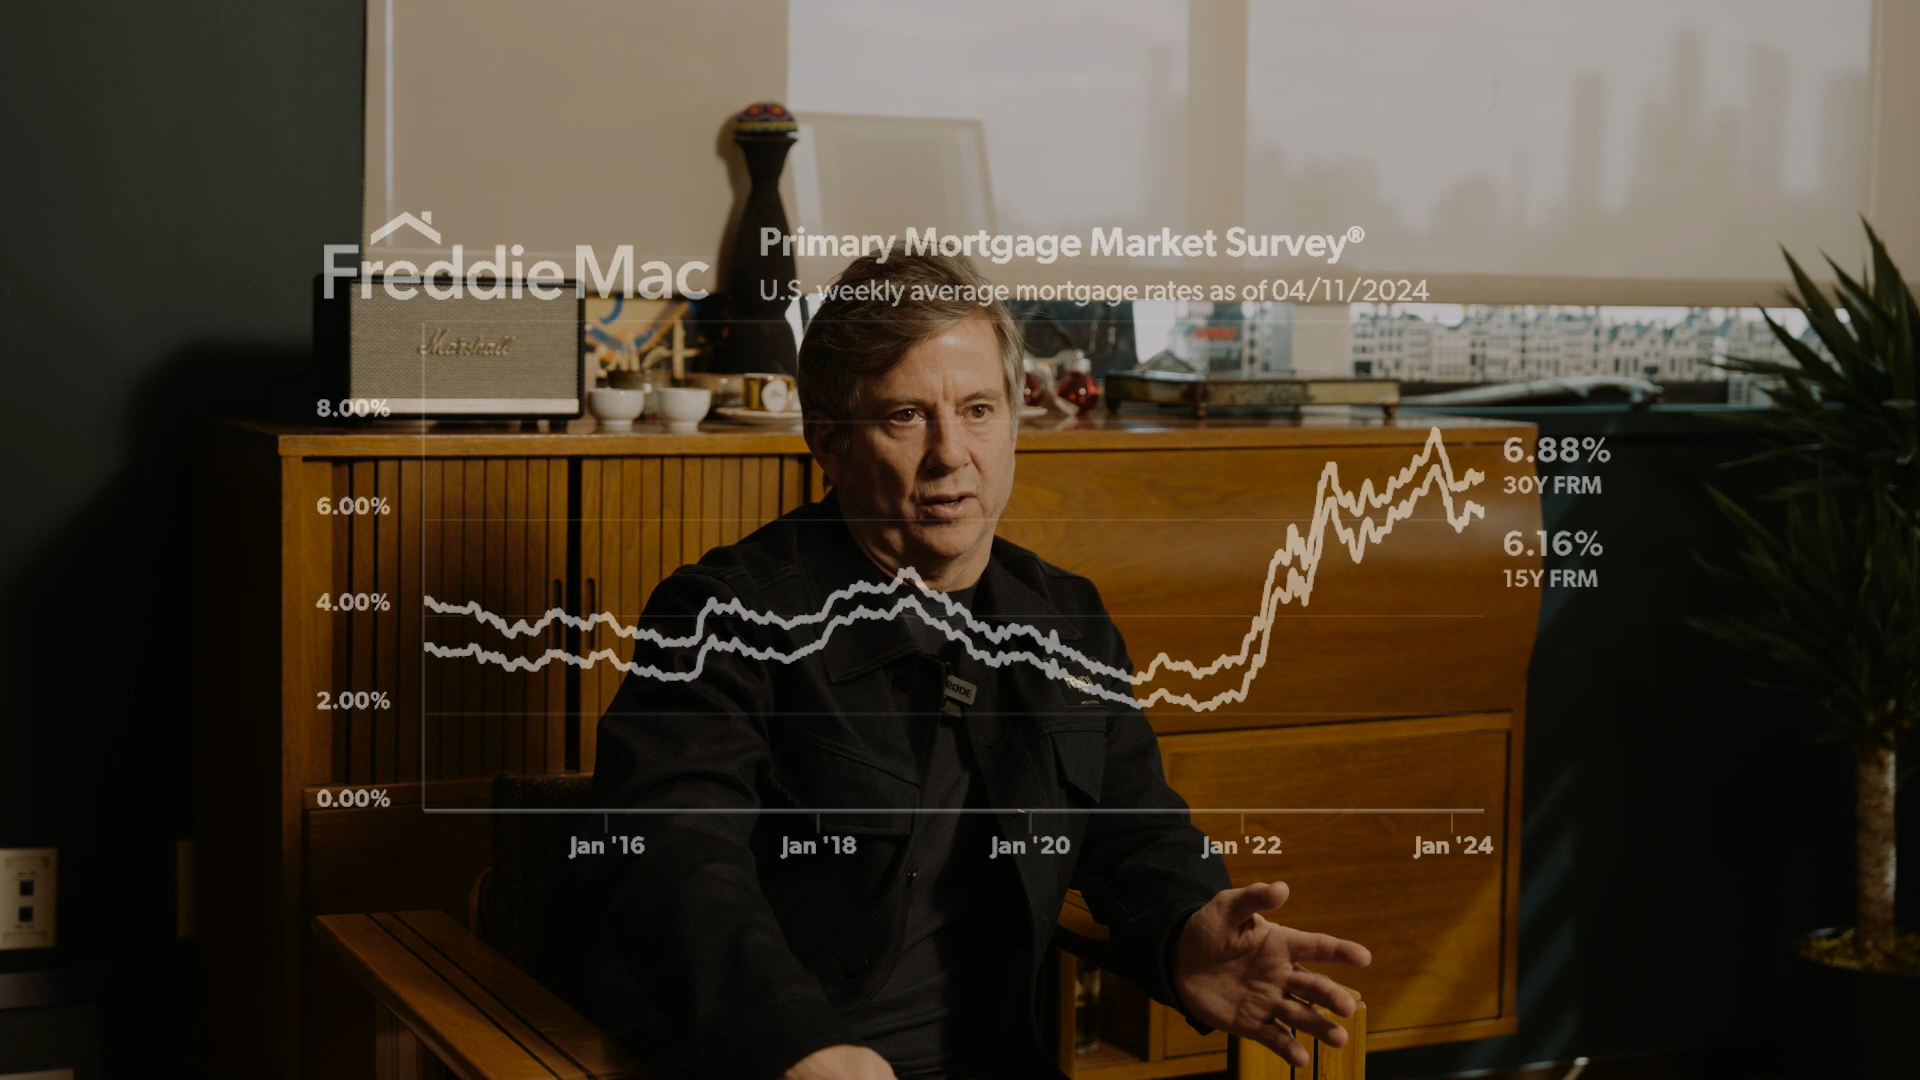 Freddie Mac
Primary Mortgage Market Survey®
U.S. weekly average mortgage rates as of 04/11/2024
Marshall
8.00%
6.00%
4.00%
2.00%
0.00%
6.88%
30Y FRM
6.16%
15Y FRM
RØDE
Jan '16
Jan '18
Jan '20
Jan '22
Jan '24